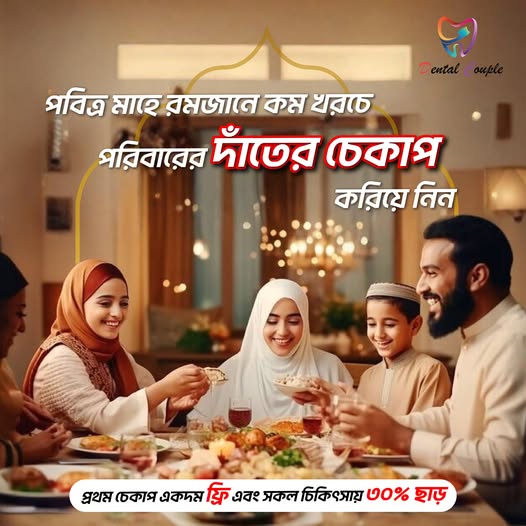 Dental Couple
পবিত্র মাহে রমজানে কম খরচে
পরিবারের দাঁতের চেকাপ
করিয়ে নিন
প্রথম চেকাপ একদম ফ্রি এবং সকল চিকিৎসায় ৩০% ছাড়